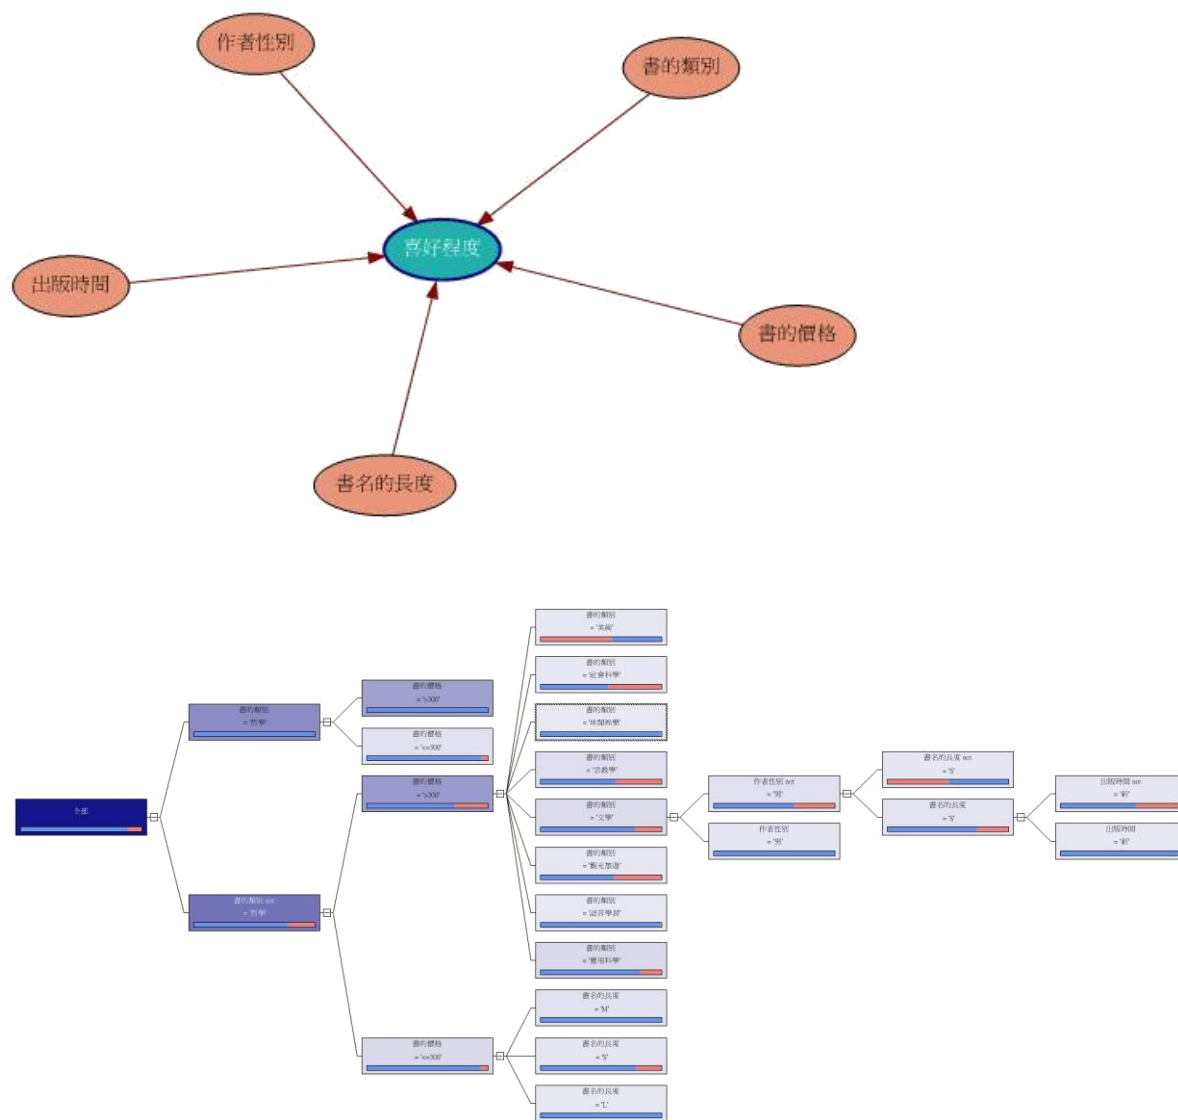 作者性別
書的類別
喜好程度
出版時間
書的價格
書名的長度
全部
書的類別
= '哲學'
書的類別 not
= '哲學'
書的價格
= '>300'
書的價格
= '<=300'
書的價格
= '>300'
書的價格
= '<=300'
書的類別
= '美術'
書的類別
= '社會科學'
書的類別
= '休閒娛樂'
書的類別
= '宗教學'
書的類別
= '文學'
書的類別
= '觀光旅遊'
書的類別
= '語言學習'
書的類別
= '應用科學'
書名的長度
= 'M'
書名的長度
= 'S'
書名的長度
= 'L'
作者性別 not
= '男'
作者性別
= '男'
書名的長度 not
= 'S'
書名的長度
= 'S'
出版時間 not
= '新'
出版時間
= '新'